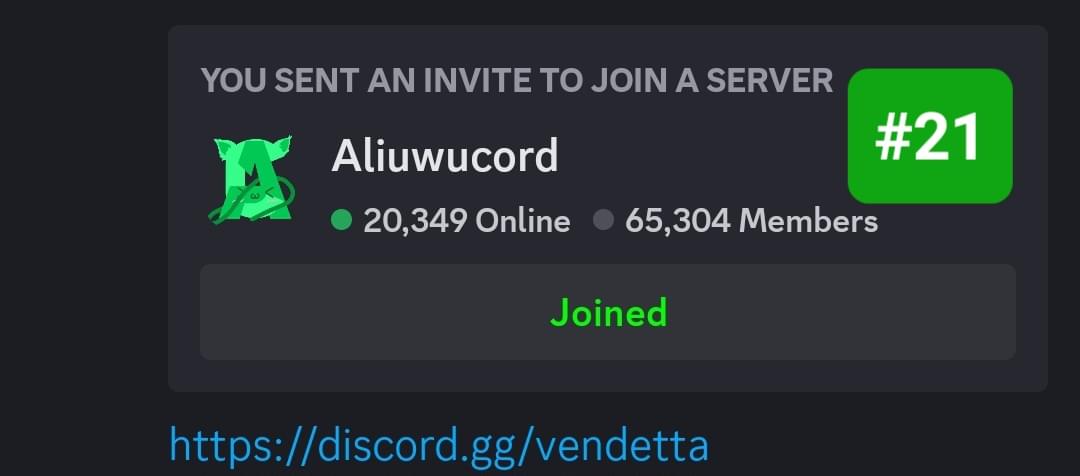 YOU SENT AN INVITE TO JOIN A SERVER
#21
Aliuwucord
20,349 Online 65,304 Members
Joined
https://discord.gg/vendetta